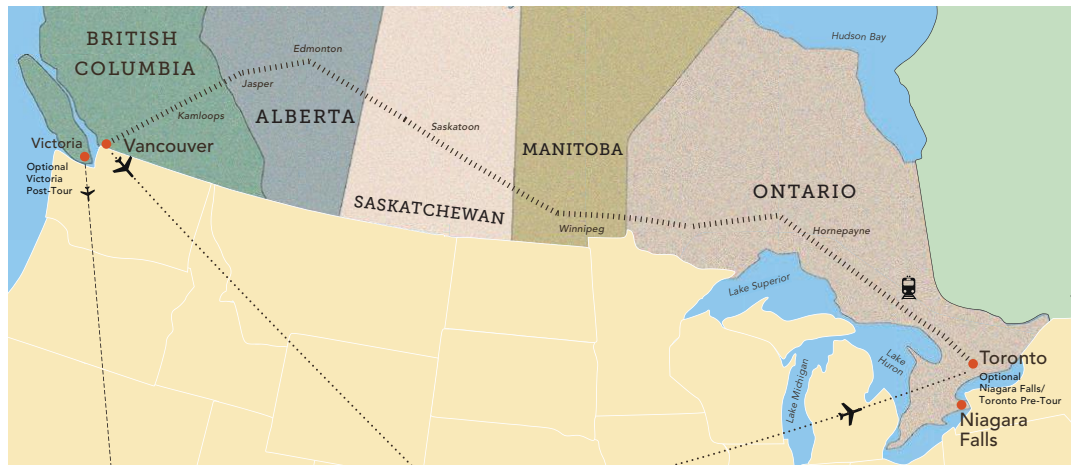 BRITISH
COLUMBIA
Hudson Bay
Edmonton
Jasper
Kamloops
ALBERTA
Saskatoon
Victoria
Vancouver
MANITOBA
Optional
Victoria
Post-Tour
ONTARIO
SASKATCHEWAN
Winnipeg
Hornepayne
Lake Superior
Lake
Huron
Lake Michigan
Toronto
Optional
Niagara Falls/
Toronto Pre-Tour
Niagara
Falls